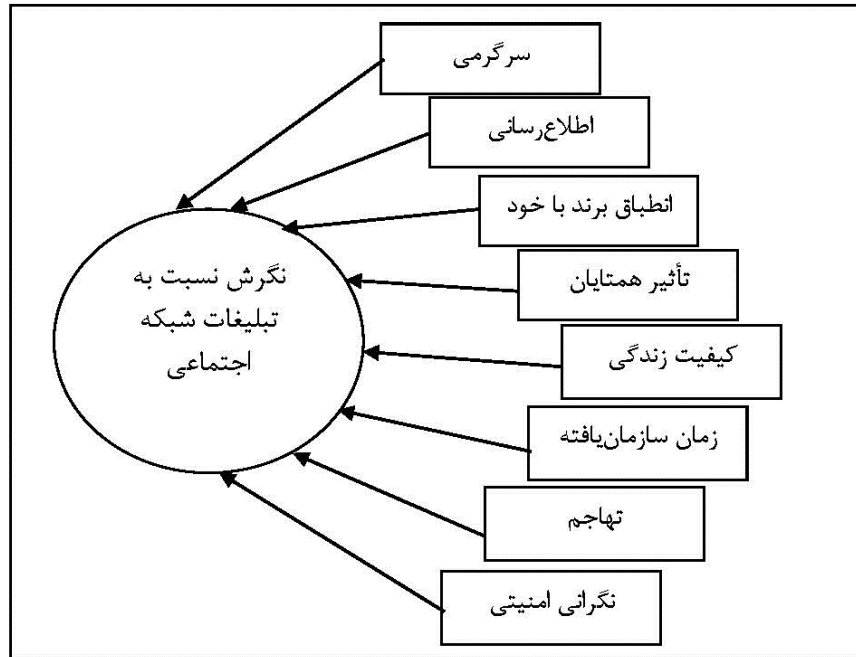 سرگرمی
اطلاع‌رسانی
انطباق برند با خود
تأثیر همتایان
کیفیت زندگی
زمان سازمان‌یافته
تهاجم
نگرانی امنیتی
نگرش نسبت به
تبلیغات شبکه
اجتماعی